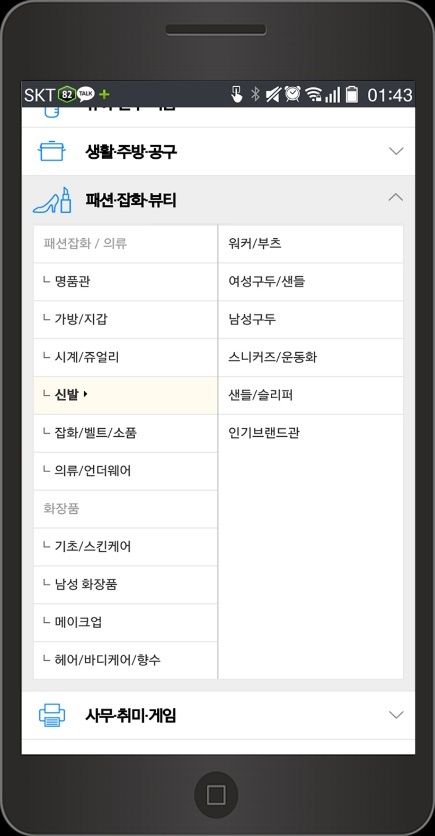 SKT 82 TALK 01:43
생활·주방·공구
패션·잡화·뷰티
패션잡화 / 의류
ㄴ 명품관
ㄴ 가방/지갑
ㄴ 시계/쥬얼리
ㄴ 신발
ㄴ 잡화/벨트/소품
ㄴ 의류/언더웨어
화장품
ㄴ 기초/스킨케어
ㄴ 남성 화장품
ㄴ 메이크업
ㄴ 헤어/바디케어/향수
워커/부츠
여성구두/샌들
남성구두
스니커즈/운동화
샌들/슬리퍼
인기브랜드관
사무·취미·게임